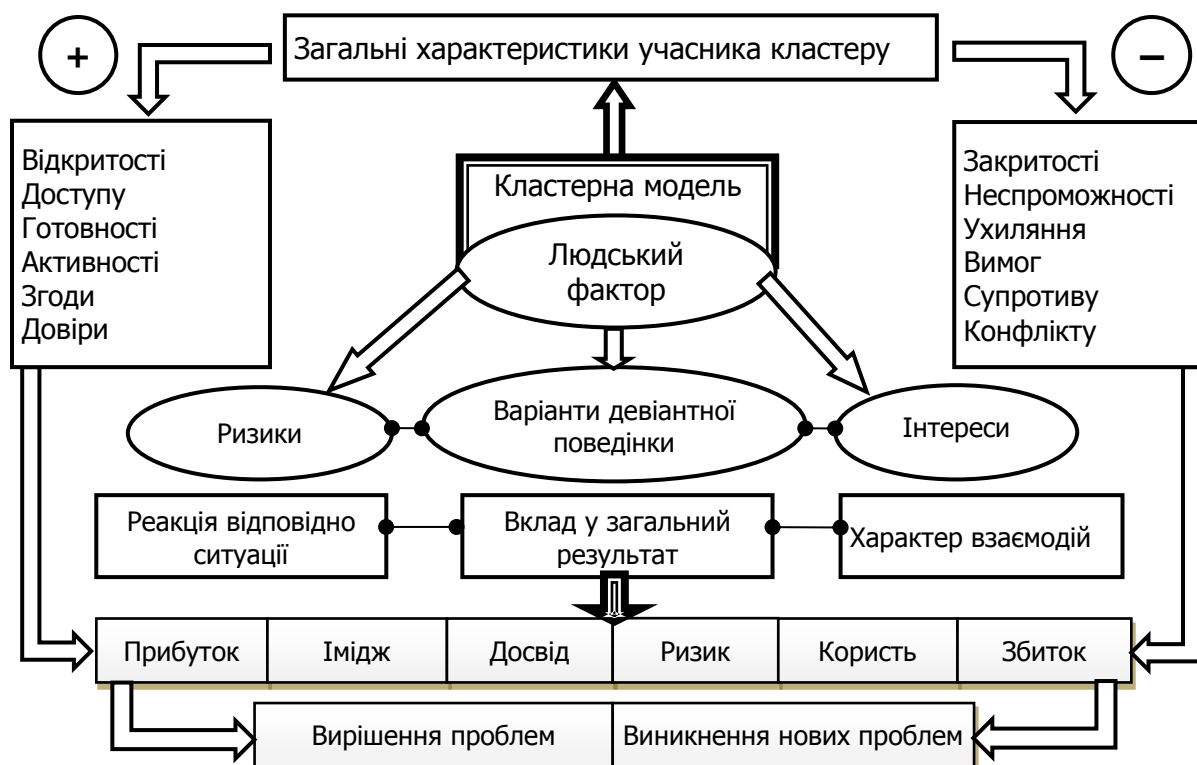 Загальні характеристики учасника кластеру
+
−
Відкритості
Доступу
Готовності
Активності
Згоди
Довіри
Кластерна модель
Людський
фактор
Закритості
Неспроможності
Ухиляння
Вимог
Супротиву
Конфлікту
Ризики
Варіанти девіантної
поведінки
Інтереси
Реакція відповідно
ситуації
Вклад у загальний
результат
Характер взаємодій
Прибуток
Імідж
Досвід
Ризик
Користь
Збиток
Вирішення проблем
Виникнення нових проблем